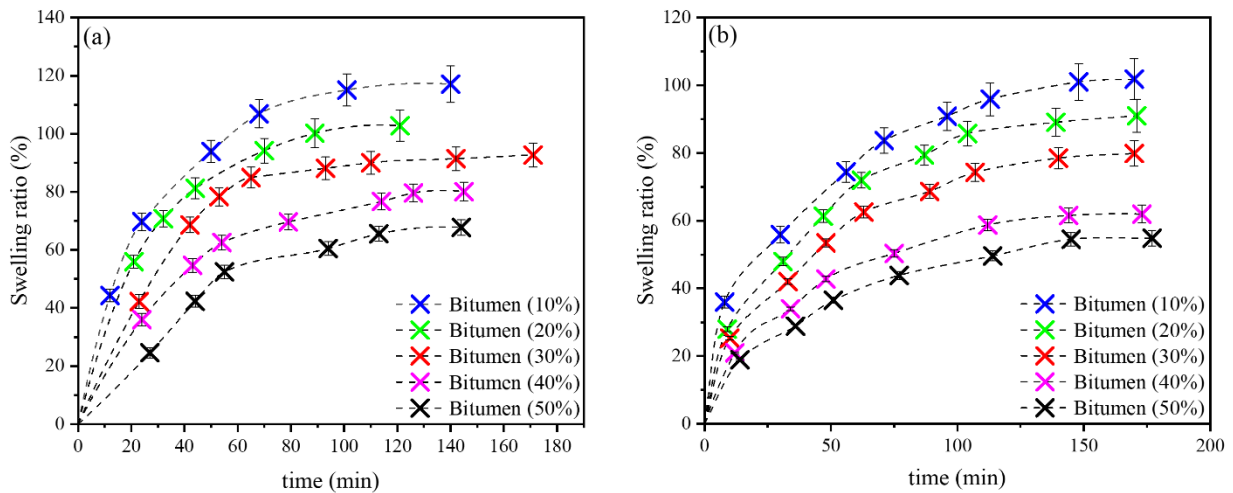 (a)
Swelling ratio (%)
140
120
100
80
60
40
20
0
Bitumen (10%)
Bitumen (20%)
Bitumen (30%)
Bitumen (40%)
Bitumen (50%)
0 20 40 60 80 100 120 140 160 180
time (min)
(b)
Swelling ratio (%)
120
100
80
60
40
20
0
Bitumen (10%)
Bitumen (20%)
Bitumen (30%)
Bitumen (40%)
Bitumen (50%)
0 50 100 150 200
time (min)